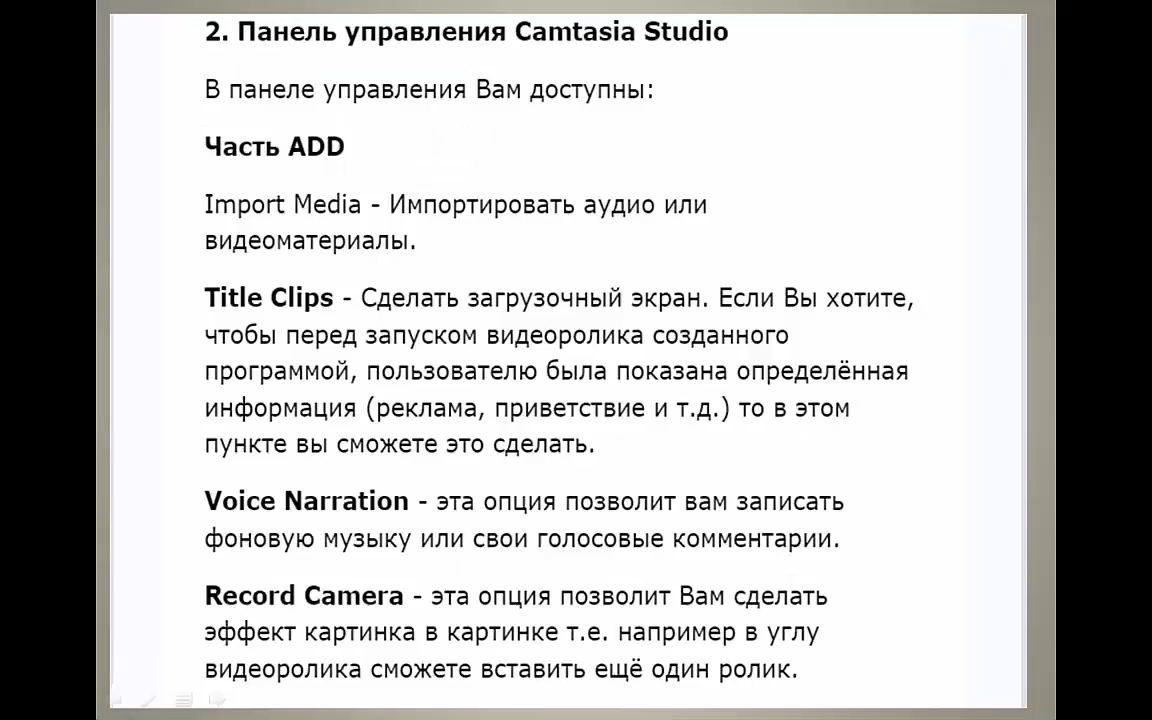 2. Панель управления Camtasia Studio
В панеле управления Вам доступны:
Часть ADD
Import Media - Импортировать аудио или
видеоматериалы.
Title Clips - Сделать загрузочный экран. Если Вы хотите,
чтобы перед запуском видеоролика созданного
программой, пользователю была показана определённая
информация (реклама, приветствие и т.д.) то в этом
пункте вы сможете это сделать.
Voice Narration - эта опция позволит вам записать
фоновую музыку или свои голосовые комментарии.
Record Camera - эта опция позволит Вам сделать
эффект картинка в картинке т.е. например в углу
видеоролика сможете вставить ещё один ролик.